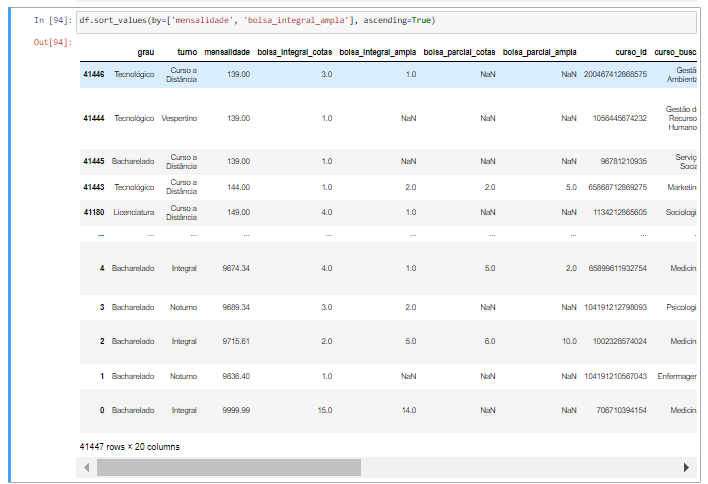 In [94]: df.sort_values(by=['mensalidade', 'bolsa_integral_ampla'], ascending=True)
Out[94]:
grau turno mensalidade bolsa_integral_cotas bolsa_integral_ampla bolsa_parcial_cotas bolsa_parcial_ampla curso_id curso_busc
41446 Tecnológico Curso a Distância 139.00 3.0 1.0 NaN NaN 200467412868575 Gestã Ambienta
41444 Tecnológico Vespertino 139.00 1.0 NaN NaN NaN 1056445674232 Gestão d Recurso Humano
41445 Bacharelado Curso a Distância 139.00 1.0 NaN NaN NaN 96781210935 Serviç Socia
41443 Tecnológico Curso a Distância 144.00 1.0 2.0 2.0 5.0 65868712869275 Marketin
41180 Licenciatura Curso a Distância 149.00 4.0 1.0 NaN NaN 1134212865605 Sociologi
... ... ... ... ... ... ... ... ... .
4 Bacharelado Integral 9674.34 4.0 1.0 5.0 2.0 65899611932754 Medicin
3 Bacharelado Noturno 9689.34 3.0 2.0 NaN NaN 104191212798093 Psicologi
2 Bacharelado Integral 9715.61 2.0 5.0 6.0 10.0 1002328574024 Medicin
1 Bacharelado Noturno 9836.40 1.0 NaN NaN NaN 104191210567043 Enfermager
0 Bacharelado Integral 9999.99 15.0 14.0 NaN NaN 706710394154 Medicin
41447 rows × 20 columns